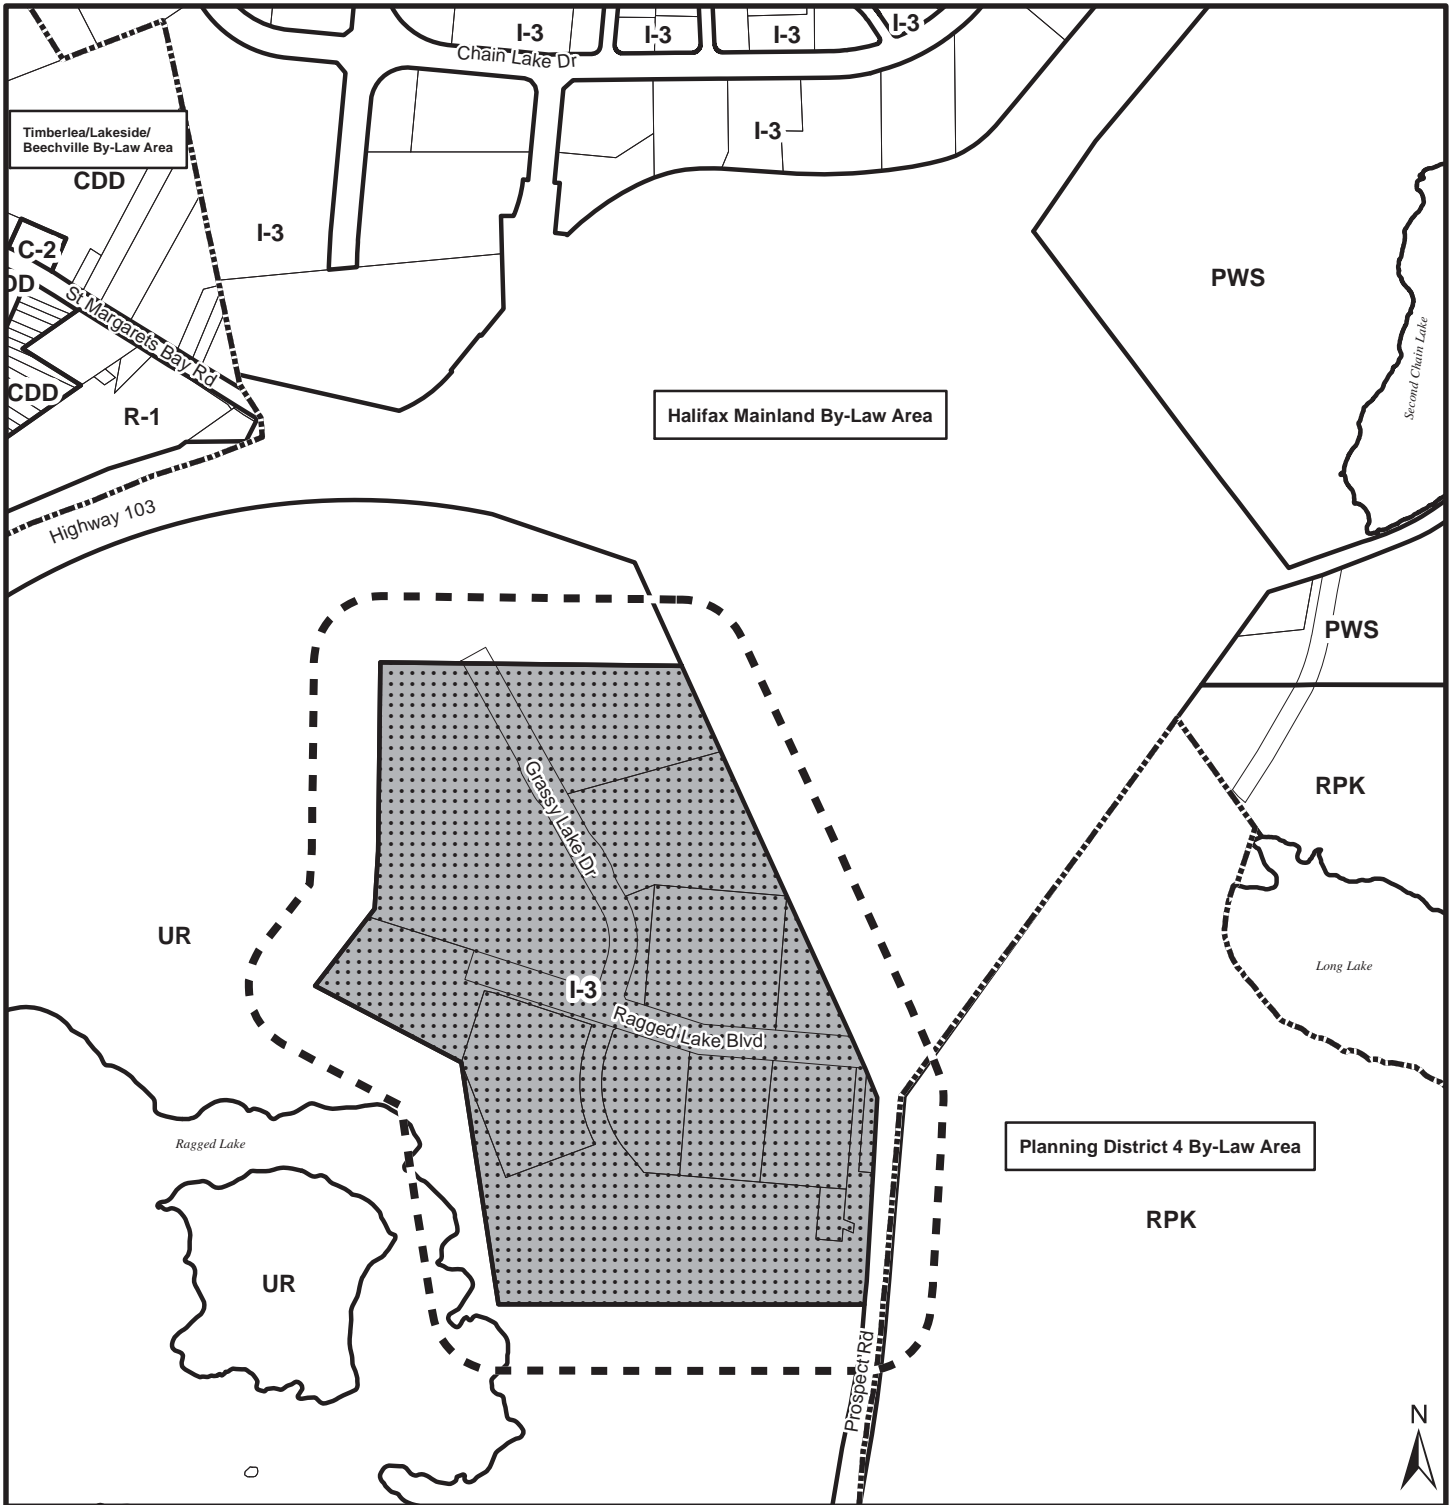 I-3
I-3
I-3
I-3
Chain Lake Dr
I-3
Timberlea/Lakeside/
Beechville By-Law Area
CDD
I-3
C-2
DD
St Margarets Bay Rd
PWS
Second Chain Lake
CDD
R-1
Halifax Mainland By-Law Area
Highway 103
PWS
RPK
Grassy Lake Dr
UR
Long Lake
I-3
Ragged Lake Blvd
Ragged Lake
Planning District 4 By-Law Area
RPK
UR
Prospect Rd
N